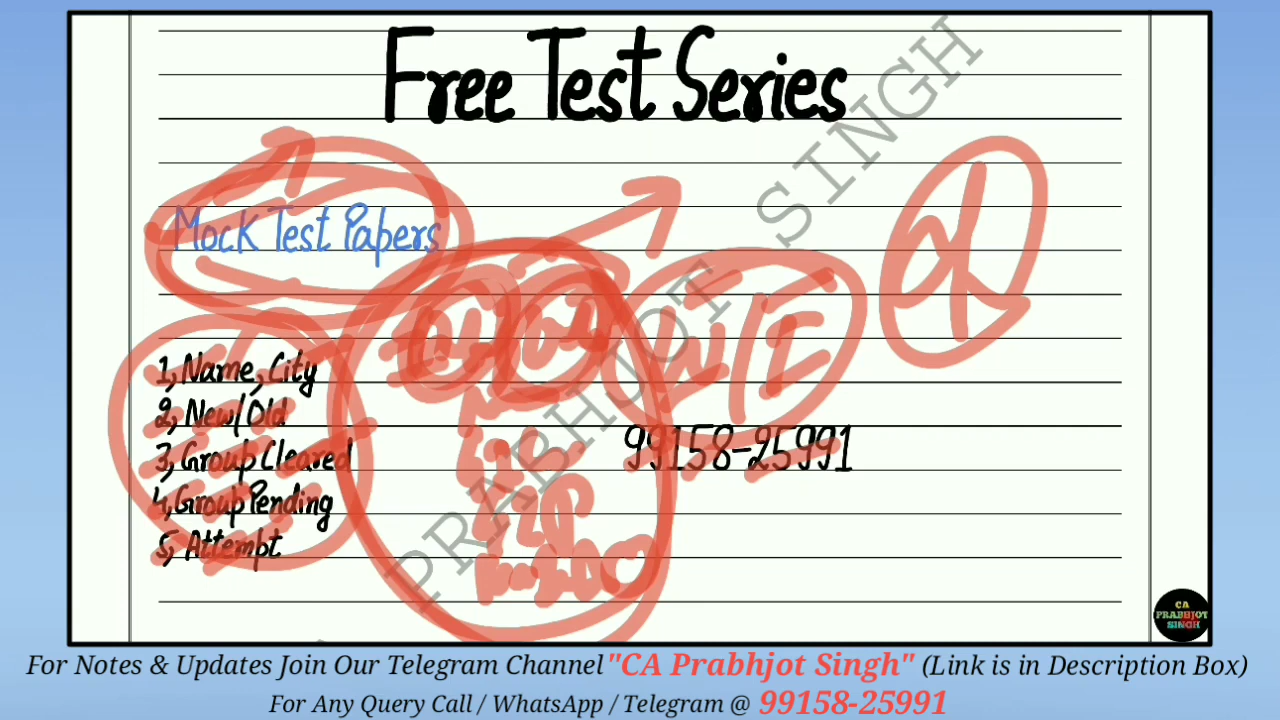 Free Test Series
Mock Test Papers
1, Name, City
2, New/Old
3, Group Cleared
4, Group Pending
5, Attempt
99158-25991
PRABHJOT SINGH
CA
PRABHJOT
SINGH
For Notes & Updates Join Our Telegram Channel "CA Prabhjot Singh" (Link is in Description Box)
For Any Query Call / WhatsApp / Telegram @ 99158-25991